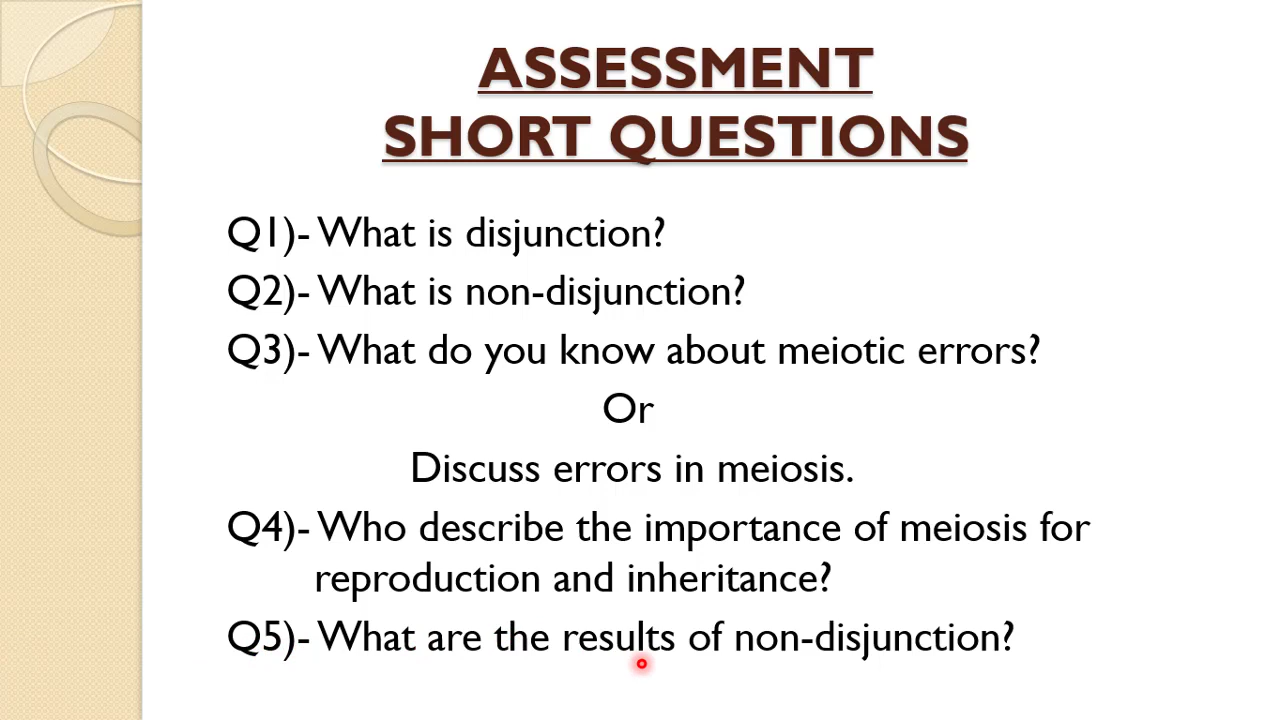 ASSESSMENT
SHORT QUESTIONS
Q1)- What is disjunction?
Q2)- What is non-disjunction?
Q3)- What do you know about meiotic errors?
Or
Discuss errors in meiosis.
Q4)- Who describe the importance of meiosis for
reproduction and inheritance?
Q5)- What are the results of non-disjunction?